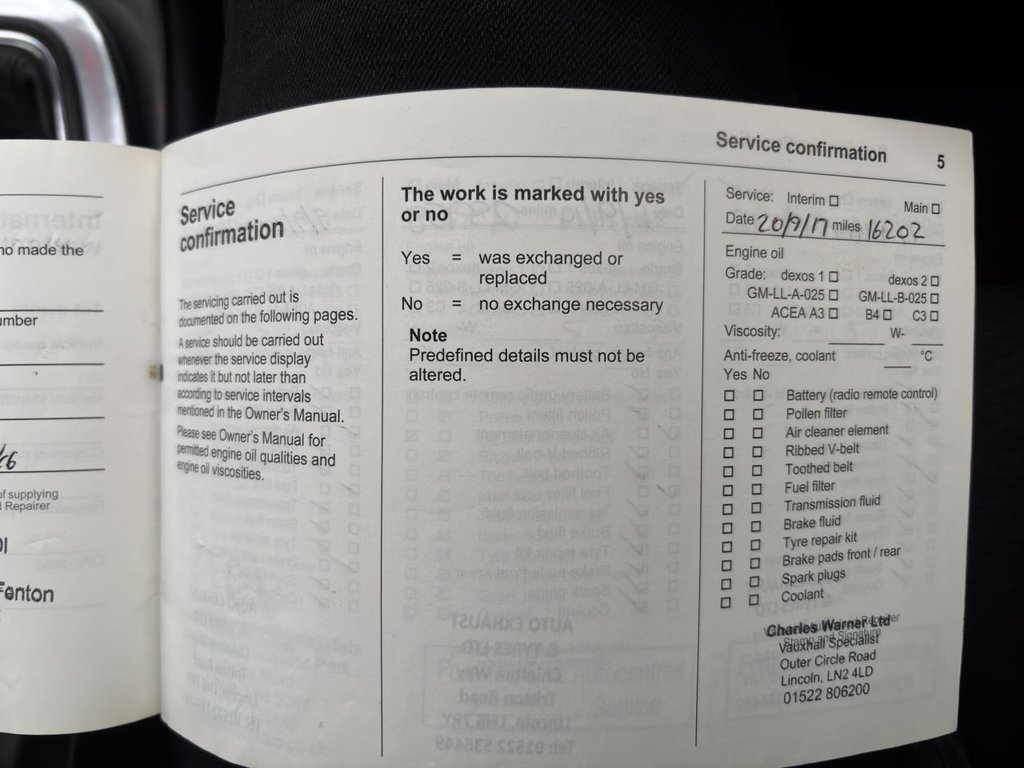 no made the
umber
/66
of supplying
Repairer
Fenton
Service confirmation 5
Service
confirmation
The servicing carried out is
documented on the following pages.
A service should be carried out
whenever the service display
indicates it but not later than
according to service intervals
mentioned in the Owner's Manual.
Please see Owner's Manual for
permitted engine oil qualities and
engine oil viscosities.
The work is marked with yes
or no
Yes = was exchanged or
replaced
No = no exchange necessary
Note
Predefined details must not be
altered.
Service: Interim ☐ Main ☐
Date 20/9/17 miles 16202
Engine oil
Grade: dexos 1 ☐ dexos 2 ☐
GM-LL-A-025 ☐ GM-LL-B-025 ☐
ACEA A3 ☐ B4 ☐ C3 ☐
Viscosity: W-
Anti-freeze, coolant °C
Yes No
☐ ☐ Battery (radio remote control)
☐ ☐ Pollen filter
☐ ☐ Air cleaner element
☐ ☐ Ribbed V-belt
☐ ☐ Toothed belt
☐ ☐ Fuel filter
☐ ☐ Transmission fluid
☐ ☐ Brake fluid
☐ ☐ Tyre repair kit
☐ ☐ Brake pads front / rear
☐ ☐ Spark plugs
☐ ☐ Coolant
Charles Warner Ltd
Stamp and Signature
Vauxhall Specialist
Outer Circle Road
Lincoln, LN2 4LD
01522 806200